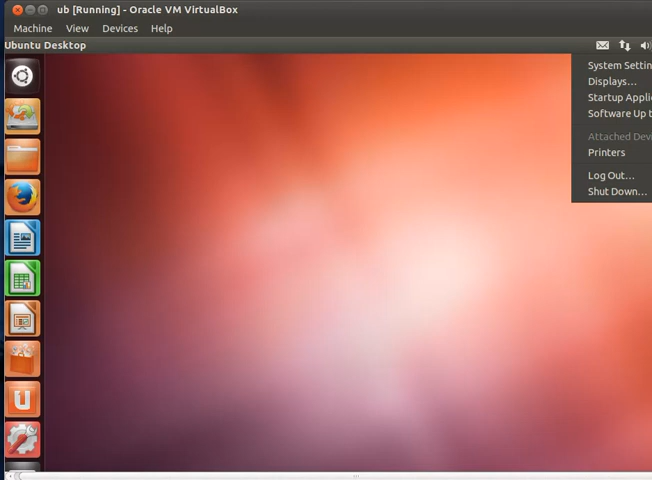 ub [Running] - Oracle VM VirtualBox
Machine View Devices Help
Ubuntu Desktop
System Settin
Displays...
Startup Appli
Software Up t
Attached Devi
Printers
Log Out...
Shut Down...